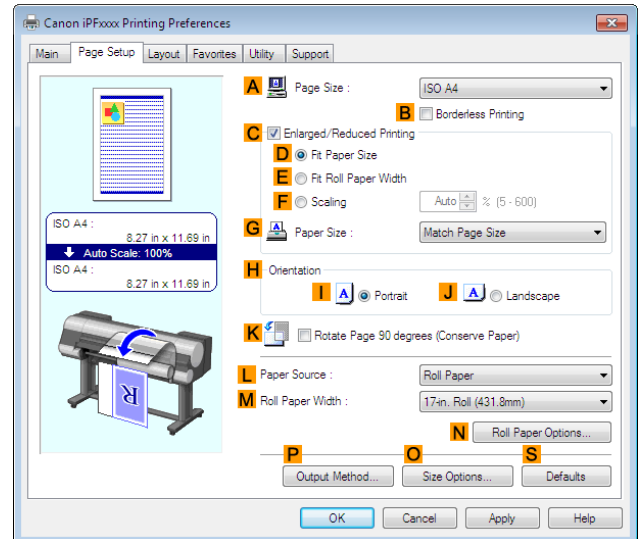 Canon iPFxxxx Printing Preferences
Main Page Setup Layout Favorites Utility Support
A Page Size : ISO A4
B Borderless Printing
C Enlarged/Reduced Printing
D Fit Paper Size
E Fit Roll Paper Width
F Scaling Auto % (5 - 600)
ISO A4 :
8.27 in x 11.69 in
Auto Scale: 100%
ISO A4 :
8.27 in x 11.69 in
G Paper Size : Match Page Size
H Orientation
I A Portrait J A Landscape
K Rotate Page 90 degrees (Conserve Paper)
R
L Paper Source : Roll Paper
M Roll Paper Width : 17-in. Roll (431.8mm)
N Roll Paper Options...
P O S
Output Method... Size Options... Defaults
OK Cancel Apply Help